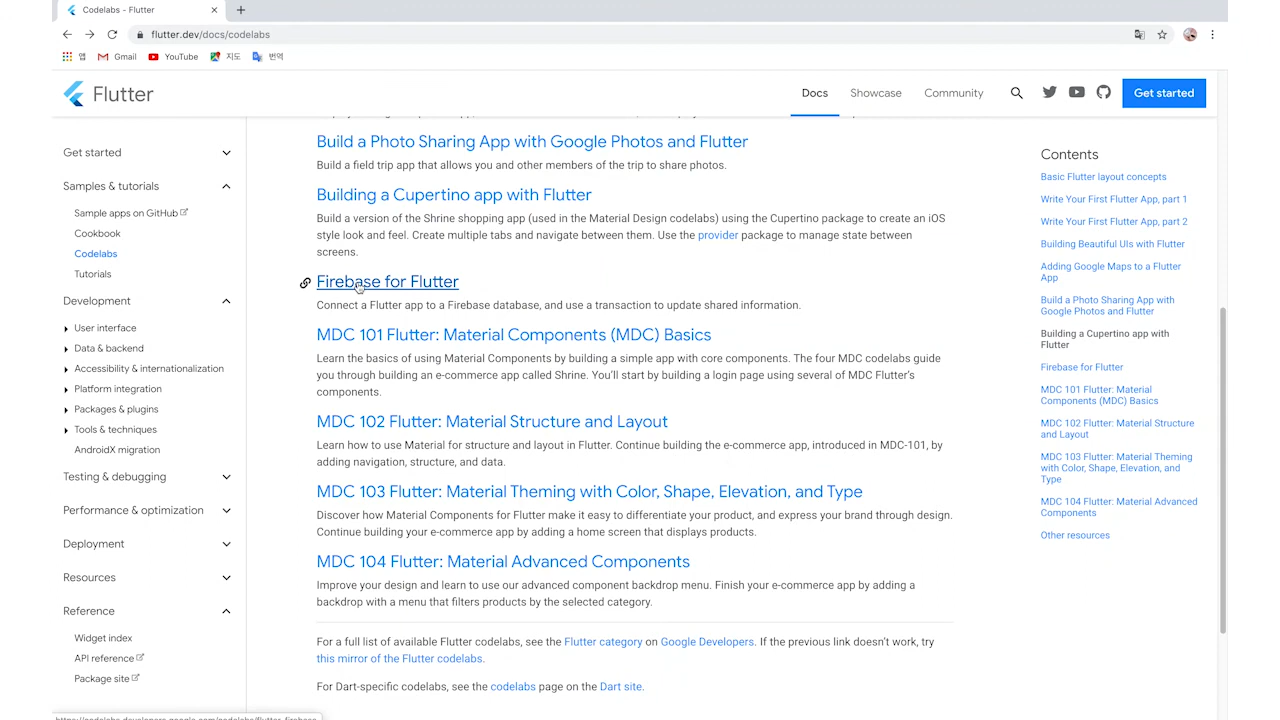 Codelabs - Flutter
flutter.dev/docs/codelabs
앱
Gmail
YouTube
지도
번역
Flutter
Docs
Showcase
Community
Get started
Get started
Samples & tutorials
Sample apps on GitHub
Cookbook
Codelabs
Tutorials
Development
User interface
Data & backend
Accessibility & internationalization
Platform integration
Packages & plugins
Tools & techniques
AndroidX migration
Testing & debugging
Performance & optimization
Deployment
Resources
Reference
Widget index
API reference
Package site
Build a Photo Sharing App with Google Photos and Flutter
Build a field trip app that allows you and other members of the trip to share photos.
Building a Cupertino app with Flutter
Build a version of the Shrine shopping app (used in the Material Design codelabs) using the Cupertino package to create an iOS
style look and feel. Create multiple tabs and navigate between them. Use the provider package to manage state between
screens.
Firebase for Flutter
Connect a Flutter app to a Firebase database, and use a transaction to update shared information.
MDC 101 Flutter: Material Components (MDC) Basics
Learn the basics of using Material Components by building a simple app with core components. The four MDC codelabs guide
you through building an e-commerce app called Shrine. You'll start by building a login page using several of MDC Flutter's
components.
MDC 102 Flutter: Material Structure and Layout
Learn how to use Material for structure and layout in Flutter. Continue building the e-commerce app, introduced in MDC-101, by
adding navigation, structure, and data.
MDC 103 Flutter: Material Theming with Color, Shape, Elevation, and Type
Discover how Material Components for Flutter make it easy to differentiate your product, and express your brand through design.
Continue building your e-commerce app by adding a home screen that displays products.
MDC 104 Flutter: Material Advanced Components
Improve your design and learn to use our advanced component backdrop menu. Finish your e-commerce app by adding a
backdrop with a menu that filters products by the selected category.
For a full list of available Flutter codelabs, see the Flutter category on Google Developers. If the previous link doesn't work, try
this mirror of the Flutter codelabs.
For Dart-specific codelabs, see the codelabs page on the Dart site.
Contents
Basic Flutter layout concepts
Write Your First Flutter App, part 1
Write Your First Flutter App, part 2
Building Beautiful UIs with Flutter
Adding Google Maps to a Flutter
App
Build a Photo Sharing App with
Google Photos and Flutter
Building a Cupertino app with
Flutter
Firebase for Flutter
MDC 101 Flutter: Material
Components (MDC) Basics
MDC 102 Flutter: Material Structure
and Layout
MDC 103 Flutter: Material Theming
with Color, Shape, Elevation, and
Type
MDC 104 Flutter: Material Advanced
Components
Other resources